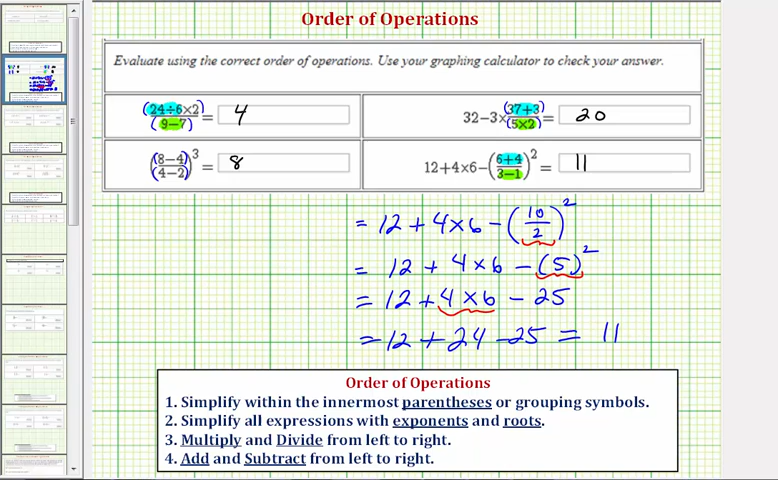 Order of Operations
Evaluate using the correct order of operations. Use your graphing calculator to check your answer.
(24÷6×2)/(9−7) = 4
32−3×(37+3)/(5×2) = 20
((8−4)/(4−2))³ = 8
12+4×6−((6+4)/(3−1))² = 11
= 12 + 4×6 − (10/2)²
= 12 + 4×6 − (5)²
= 12 + 4×6 − 25
= 12 + 24 − 25 = 11
Order of Operations
1. Simplify within the innermost parentheses or grouping symbols.
2. Simplify all expressions with exponents and roots.
3. Multiply and Divide from left to right.
4. Add and Subtract from left to right.